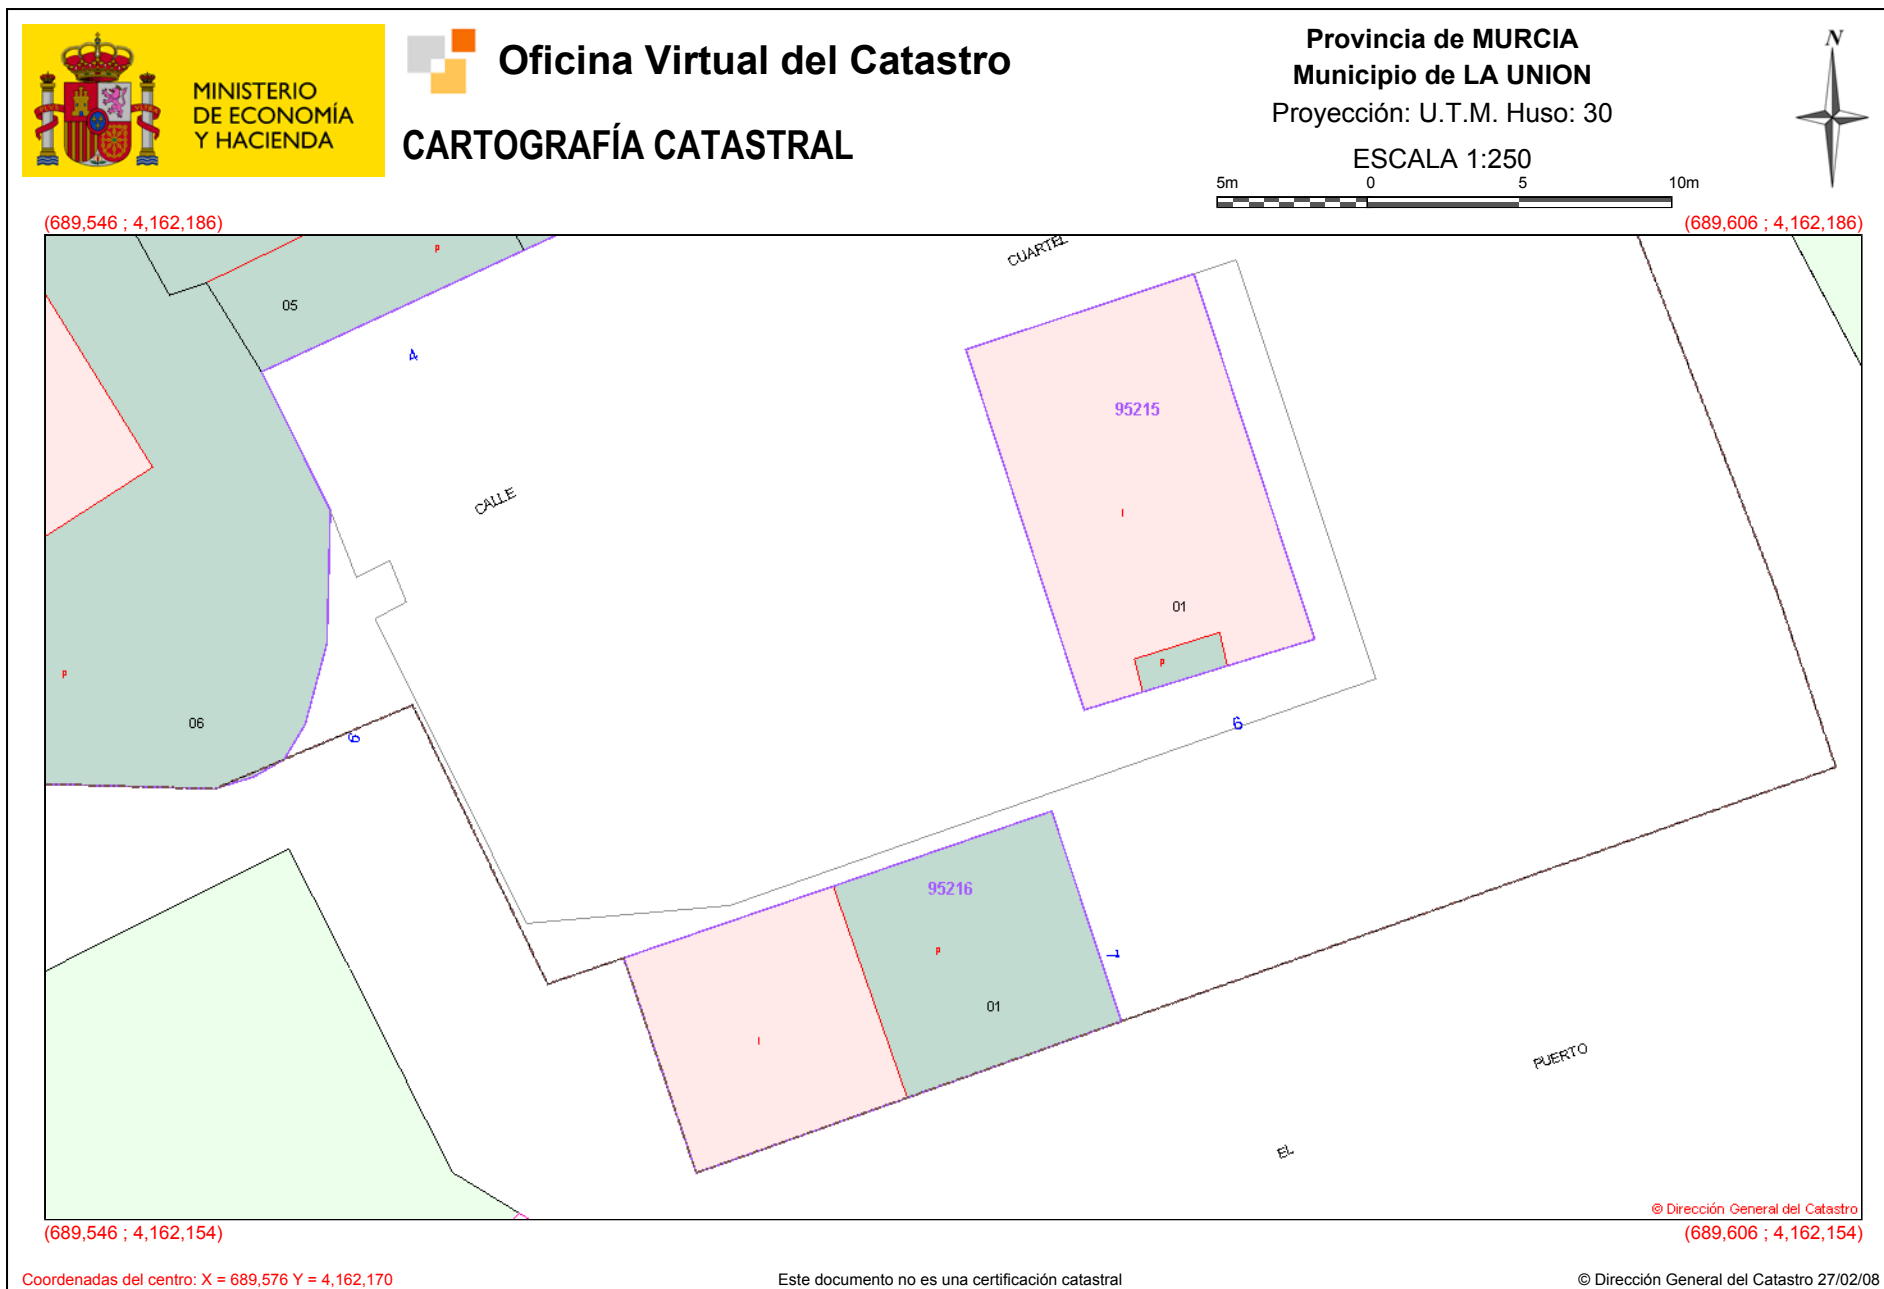 MINISTERIO
DE ECONOMÍA
Y HACIENDA
Oficina Virtual del Catastro
CARTOGRAFÍA CATASTRAL
Provincia de MURCIA
Municipio de LA UNION
Proyección: U.T.M. Huso: 30
ESCALA 1:250
5m 0 5 10m
N
(689,546 ; 4,162,186)
(689,606 ; 4,162,186)
CUARTEL
P
05
4
95215
CALLE
I
01
P
P
06
6
6
95216
P
7
01
I
PUERTO
EL
© Dirección General del Catastro
(689,546 ; 4,162,154)
(689,606 ; 4,162,154)
Coordenadas del centro: X = 689,576 Y = 4,162,170
Este documento no es una certificación catastral
© Dirección General del Catastro 27/02/08